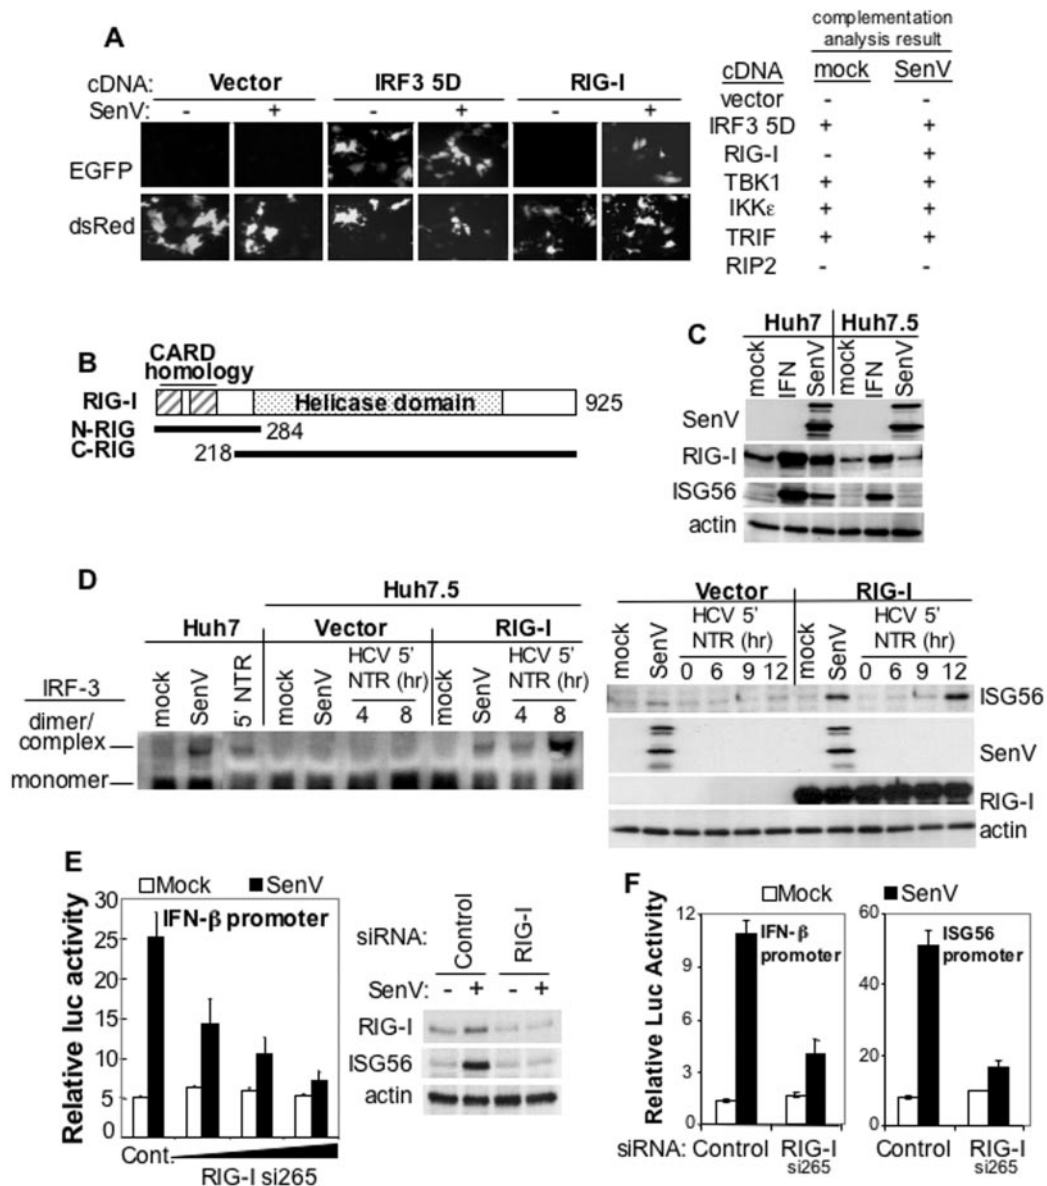 A
cDNA: Vector IRF3 5D RIG-I
SenV: - + - + - +
EGFP
dsRed
complementation
analysis result
cDNA mock SenV
vector - -
IRF3 5D + +
RIG-I - +
TBK1 + +
IKKε + +
TRIF + +
RIP2 - -
B
CARD
homology
RIG-I Helicase domain 925
N-RIG 284
C-RIG 218
C
Huh7 Huh7.5
mock IFN SenV mock IFN SenV
SenV
RIG-I
ISG56
actin
D
Huh7.5
Huh7 Vector RIG-I
HCV 5' HCV 5'
IRF-3 mock SenV 5' NTR mock SenV NTR (hr) mock SenV NTR (hr)
4 8 4 8
dimer/
complex
monomer
Vector RIG-I
HCV 5' HCV 5'
mock SenV NTR (hr) mock SenV NTR (hr)
0 6 9 12 0 6 9 12
ISG56
SenV
RIG-I
actin
E
Mock SenV
IFN-β promoter
Relative luc activity
30
25
20
15
10
5
0
Cont.
RIG-I si265
siRNA: Control RIG-I
SenV: - + - +
RIG-I
ISG56
actin
F
Mock SenV
Relative Luc Activity
IFN-β
promoter
12
9
6
3
0
ISG56
promoter
60
40
20
0
siRNA: Control RIG-I Control RIG-I
si265 si265